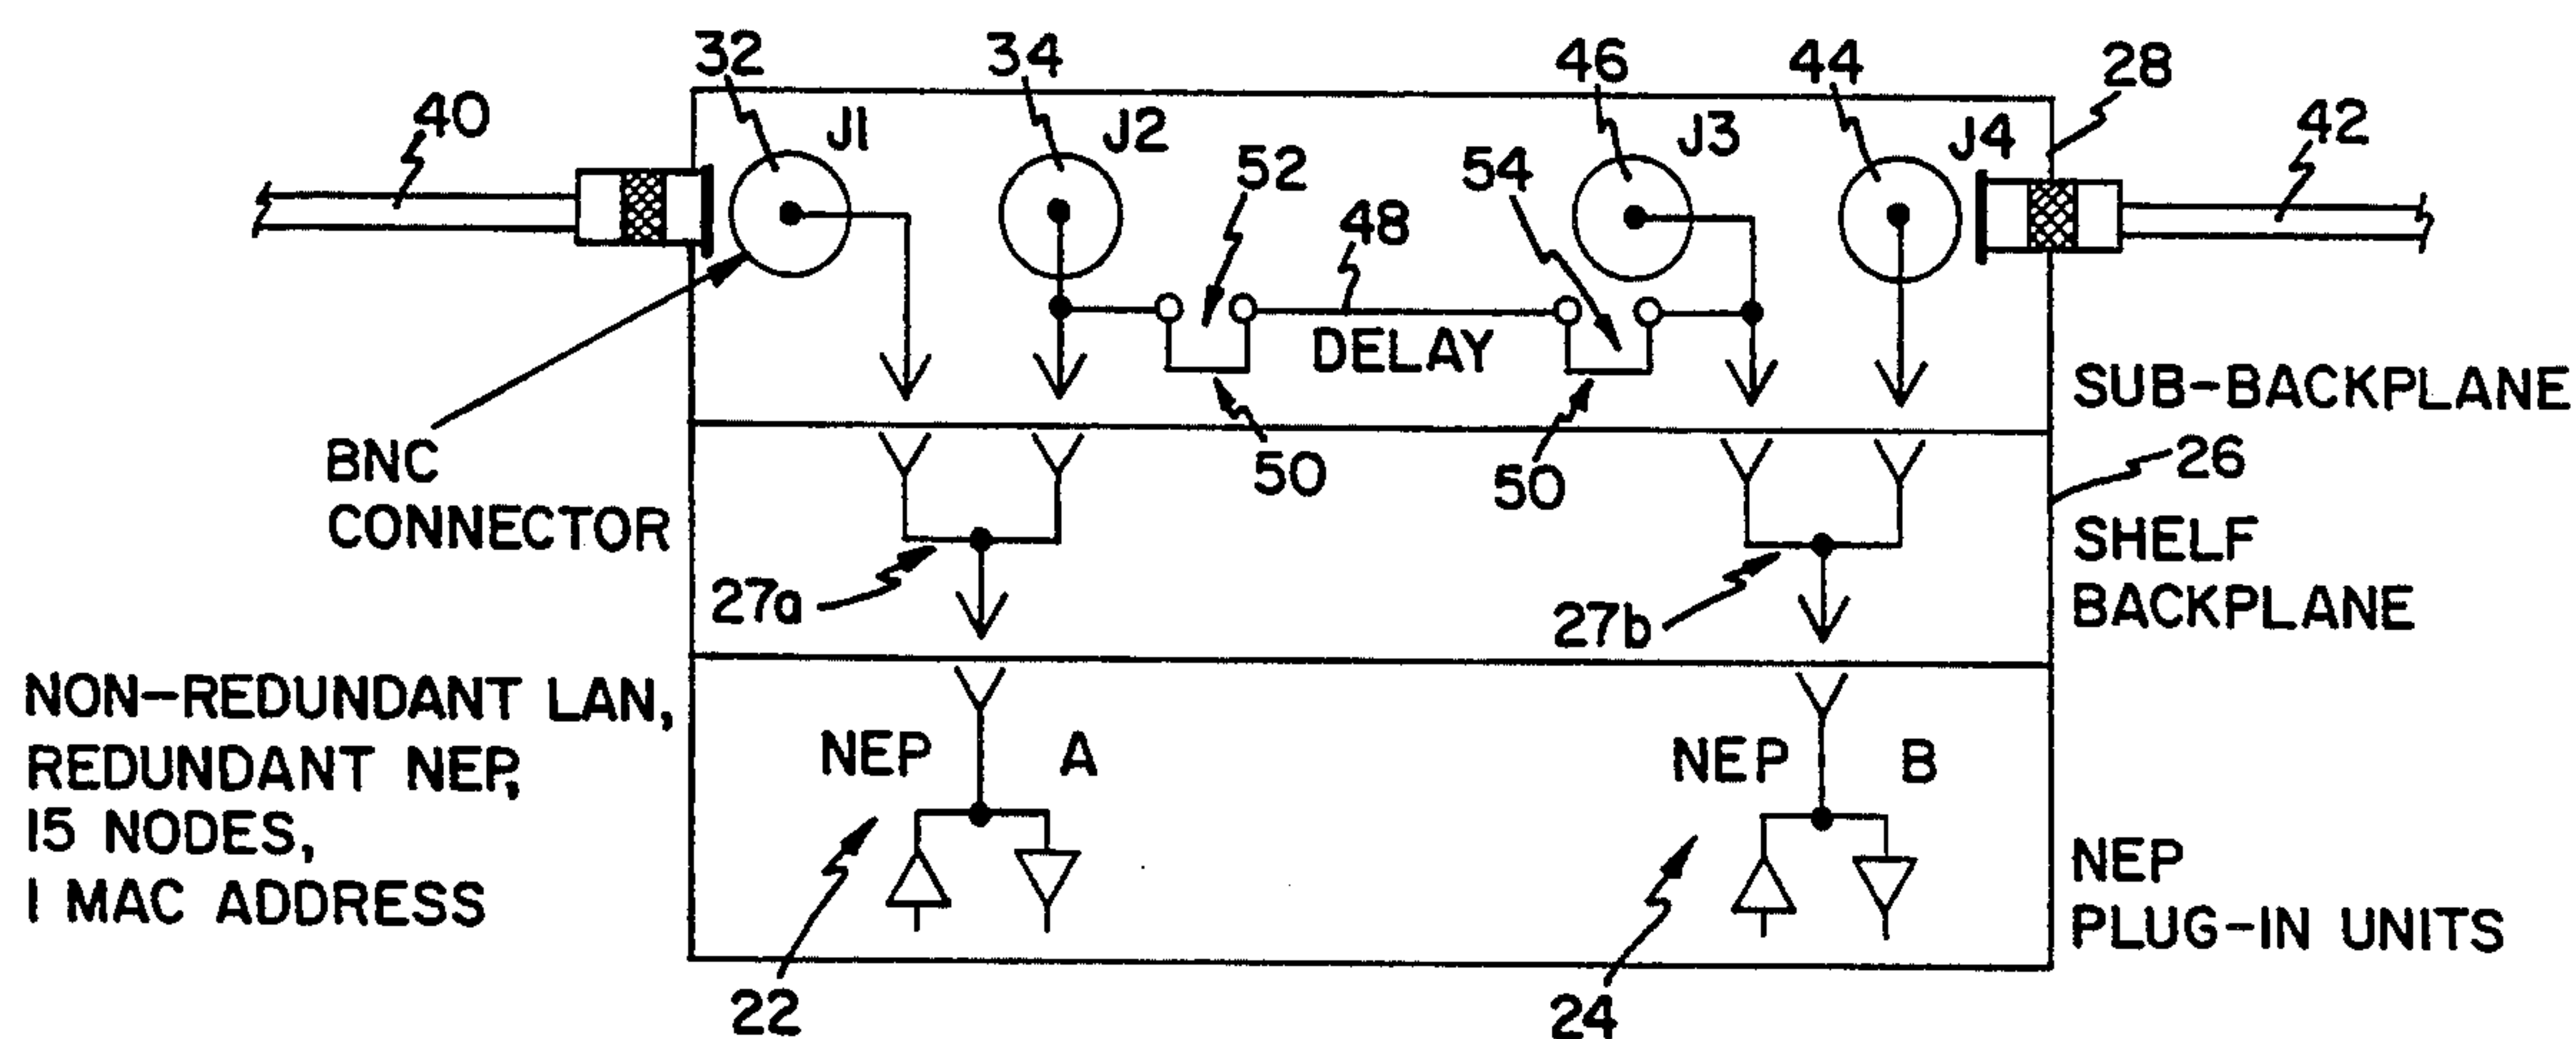 32
34
46
44
28
40
J1
J2
J3
J4
42
52
54
48
DELAY
SUB-BACKPLANE
BNC
CONNECTOR
50
50
26
SHELF
BACKPLANE
27a
27b
NON-REDUNDANT LAN,
REDUNDANT NEP,
15 NODES,
1 MAC ADDRESS
NEP A
NEP B
NEP
PLUG-IN UNITS
22
24